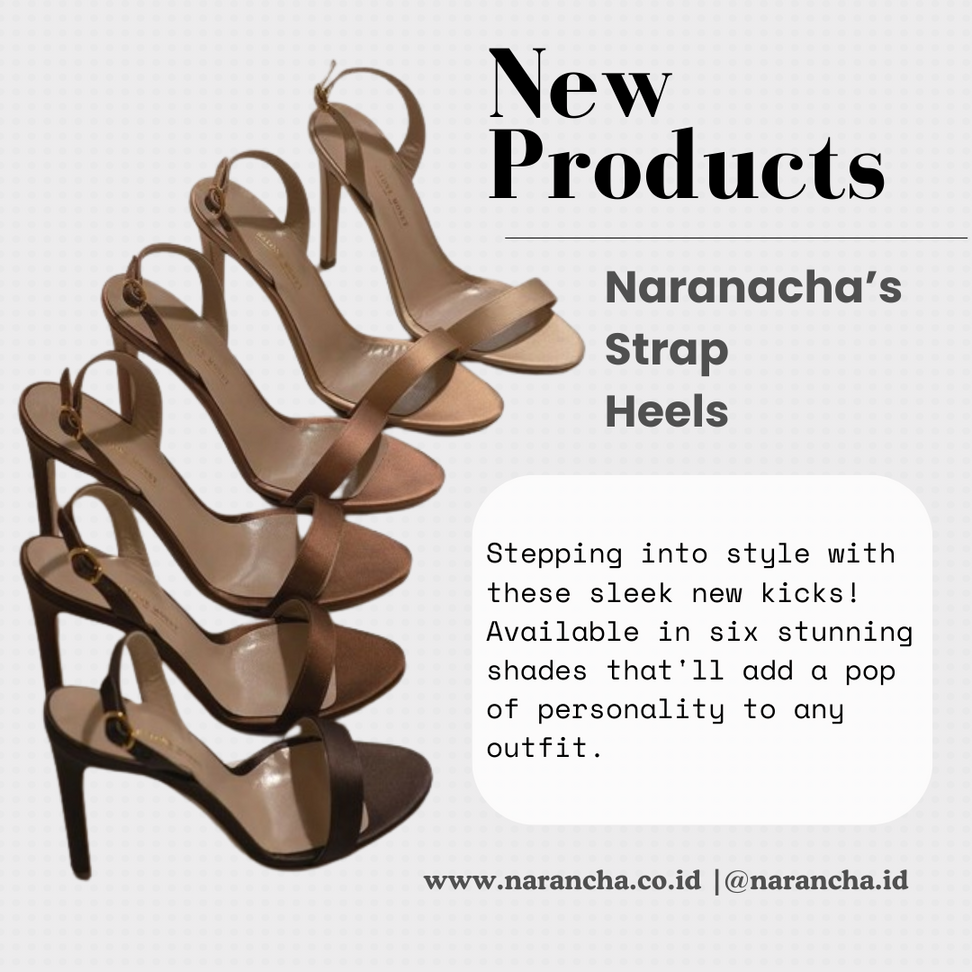 New
Products
Naranacha’s
Strap
Heels
Stepping into style with
these sleek new kicks!
Available in six stunning
shades that'll add a pop
of personality to any
outfit.
www.narancha.co.id |@narancha.id